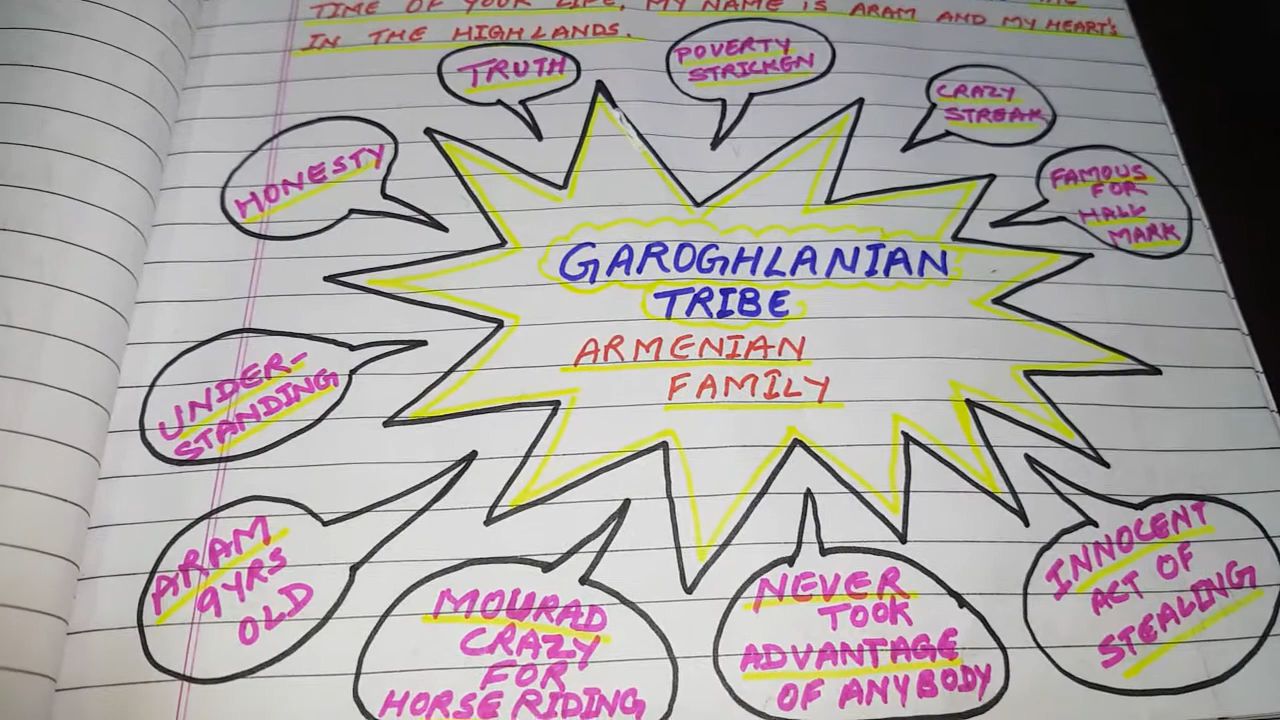 TIME OF YOUR LIFE. MY NAME IS ARAM AND MY HEART'S
IN THE HIGHLANDS.
TRUTH
POVERTY
STRICKEN
CRAZY
STREAK
HONESTY
FAMOUS
FOR
HALL
MARK
GAROGHLANIAN
TRIBE
ARMENIAN
FAMILY
UNDER-
STANDING
ARAM
9YRS
OLD
MOURAD
CRAZY
FOR
HORSE RIDING
NEVER
TOOK
ADVANTAGE
OF ANYBODY
INNOCENT
ACT OF
STEALING